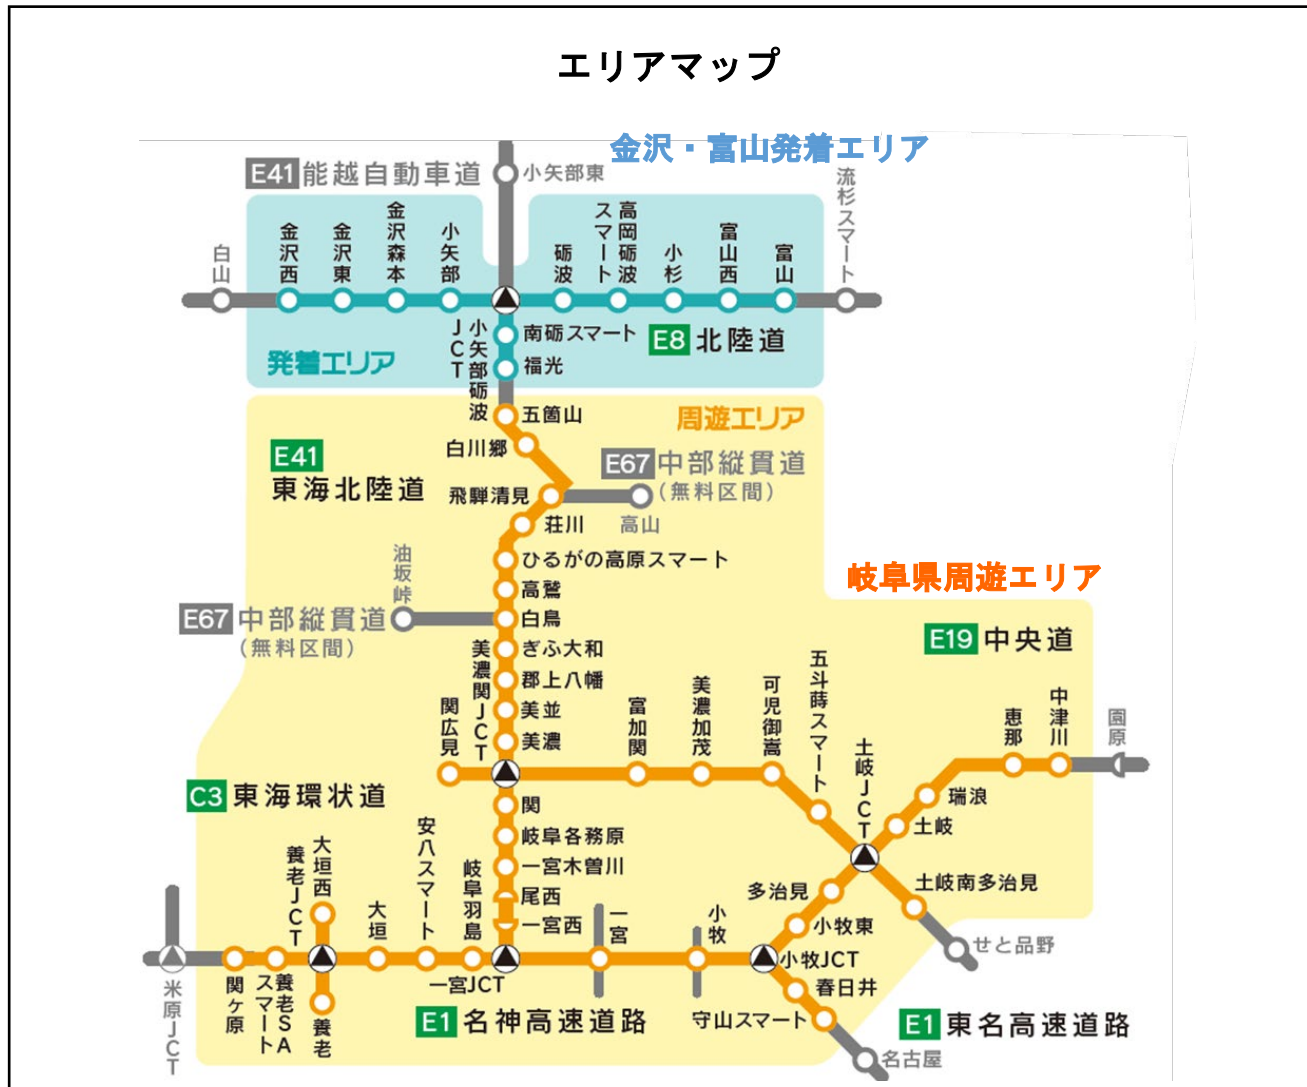 エリアマップ
金沢・富山発着エリア
E41 能越自動車道
小矢部東
流杉スマート
白山
金沢西
金沢東
金沢森本
小矢部
砺波
高岡砺波
スマート
小杉
富山西
富山
小矢部砺波
JCT
南砺スマート
福光
E8 北陸道
発着エリア
周遊エリア
五箇山
白川郷
E41
東海北陸道
E67 中部縦貫道
(無料区間)
飛騨清見
高山
荘川
ひるがの高原スマート
高鷲
油坂峠
白鳥
E67 中部縦貫道
(無料区間)
岐阜県周遊エリア
E19 中央道
ぎふ大和
郡上八幡
美並
美濃
美濃関JCT
関広見
富加関
美濃加茂
可児御嵩
五斗蒔スマート
土岐JCT
恵那
中津川
園原
瑞浪
土岐
C3 東海環状道
関
岐阜各務原
一宮木曽川
尾西
一宮西
土岐南多治見
せと品野
多治見
小牧東
小牧JCT
大垣西
養老JCT
大垣
安八スマート
岐阜羽島
一宮
小牧
米原JCT
関ヶ原
養老SA
スマート
養老
一宮JCT
E1 名神高速道路
春日井
守山スマート
名古屋
E1 東名高速道路